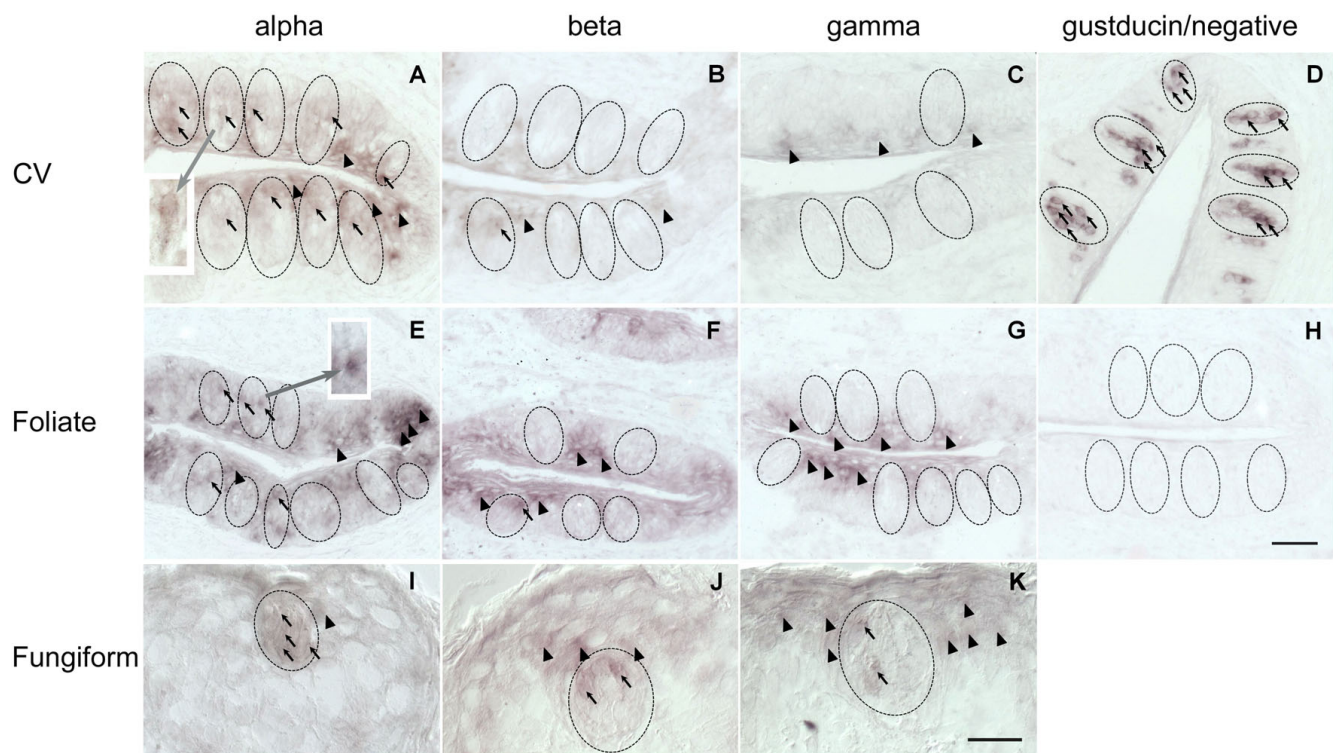 alpha beta gamma gustducin/negative
CV A B C D
Foliate E F G H
Fungiform I J K